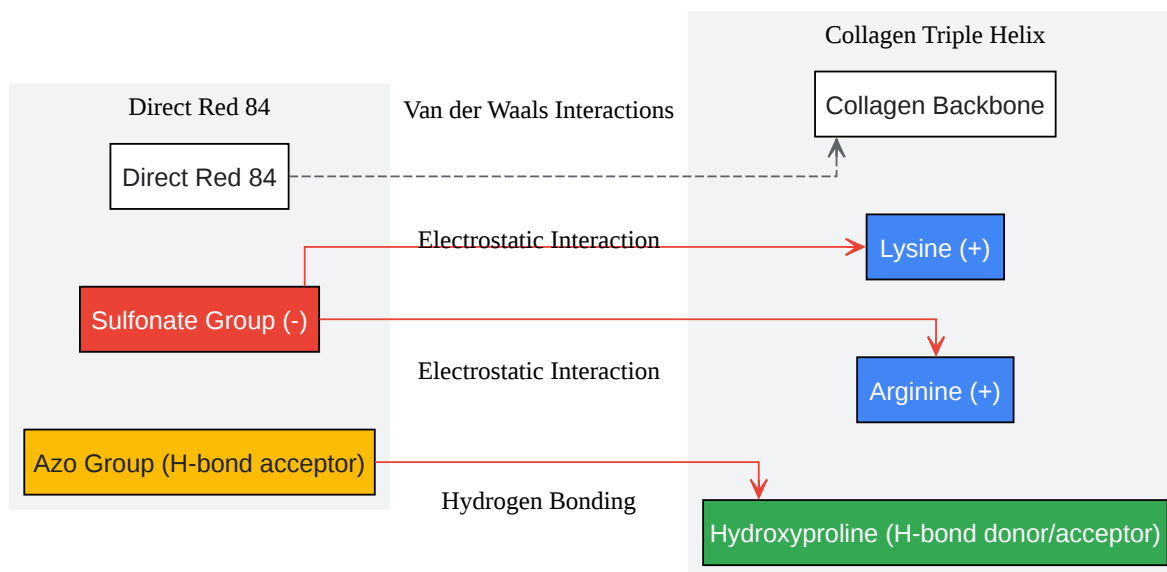 Collagen Triple Helix
Direct Red 84
Van der Waals Interactions
Collagen Backbone
Direct Red 84
Electrostatic Interaction
Lysine (+)
Sulfonate Group (-)
Electrostatic Interaction
Arginine (+)
Azo Group (H-bond acceptor)
Hydrogen Bonding
Hydroxyproline (H-bond donor/acceptor)